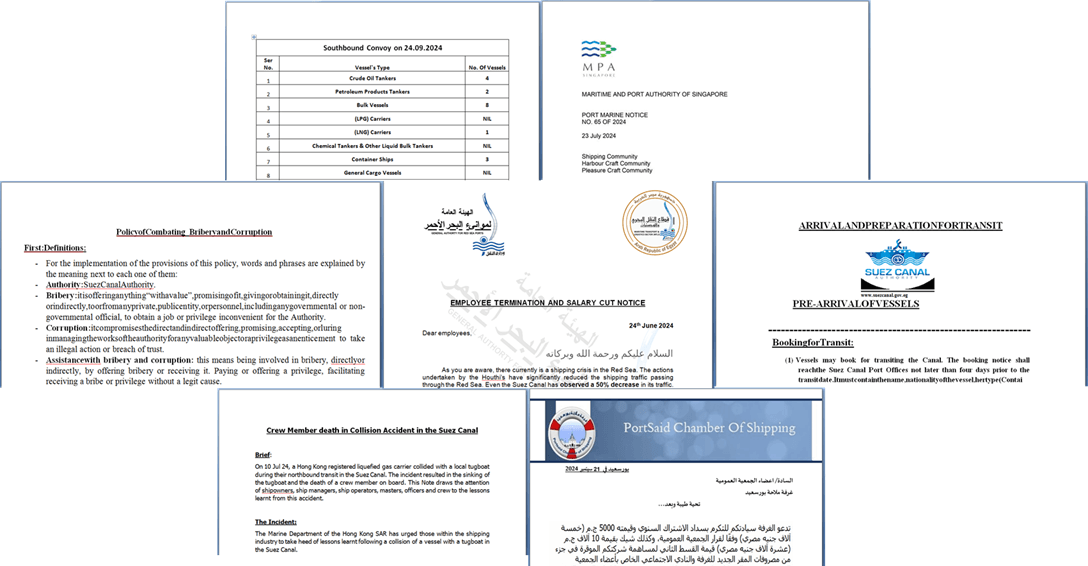 Southbound Convoy on 24.09.2024
Ser No. Vessel's Type No. Of Vessels
1 Crude Oil Tankers 4
2 Petroleum Products Tankers 2
3 Bulk Vessels 8
4 (LPG) Carriers NIL
5 (LNG) Carriers 1
6 Chemical Tankers & Other Liquid Bulk Tankers NIL
7 Container Ships 3
8 General Cargo Vessels NIL
MPA
SINGAPORE
MARITIME AND PORT AUTHORITY OF SINGAPORE
PORT MARINE NOTICE
NO. 65 OF 2024
23 July 2024
Shipping Community
Harbour Craft Community
Pleasure Craft Community
PolicyofCombating BriberyandCorruption
First:Definitions:
- For the implementation of the provisions of this policy, words and phrases are explained by
the meaning next to each one of them:
- Authority:SuezCanalAuthority.
- Bribery:itisofferinganything“withavalue”,promisingofit,givingorobtainingit,directly
orindirectly,toorfromanyprivate,publicentity,orpersonnel,includinganygovernmental or non-
governmental official, to obtain a job or privilege inconvenient for the Authority.
- Corruption:itcompromisesthedirectandindirectoffering,promising,accepting,orluring
inmanagingtheworksoftheauthorityforanyvaluableobjectoraprivilegeasanenticement to take
an illegal action or breach of trust.
- Assistancewith bribery and corruption: this means being involved in bribery, directlyor
indirectly, by offering bribery or receiving it. Paying or offering a privilege, facilitating
receiving a bribe or privilege without a legit cause.
الهيئة العامة
لموانيء البحر الأحمر
GENERAL AUTHORITY FOR RED SEA PORTS
قطاع النقل البحري
Arab Republic of Egypt
EMPLOYEE TERMINATION AND SALARY CUT NOTICE
24th June 2024
Dear employees,
السلام عليكم ورحمة الله وبركاته
As you are aware, there currently is a shipping crisis in the Red Sea. The actions
undertaken by the Houthi's have significantly reduced the shipping traffic passing
through the Red Sea. Even the Suez Canal has observed a 50% decrease in its traffic.
ARRIVALANDPREPARATIONFORTRANSIT
SUEZ CANAL
AUTHORITY
www.suezcanal.gov.eg
PRE-ARRIVALOFVESSELS
BookingforTransit:
(1) Vessels may book for transiting the Canal. The booking notice shall
reachthe Suez Canal Port Offices not later than four days prior to the
transitdate.Itmustcontainthename,nationalityofthevessel,hertype(Contai
Crew Member death in Collision Accident in the Suez Canal
Brief:
On 10 Jul 24, a Hong Kong registered liquefied gas carrier collided with a local tugboat
during their northbound transit in the Suez Canal. The incident resulted in the sinking of
the tugboat and the death of a crew member on board. This Note draws the attention
of shipowners, ship managers, ship operators, masters, officers and crew to the lessons
learnt from this accident.
The Incident:
The Marine Department of the Hong Kong SAR has urged those within the shipping
industry to take heed of lessons learnt following a collision of a vessel with a tugboat in
the Suez Canal.
PortSaid Chamber Of Shipping
بورسعيد في 21 سبتمبر 2024
السادة/ اعضاء الجمعية العمومية
غرفة ملاحة بورسعيد
تحية طيبة وبعد...
تدعو الغرفة سيادتكم للتكرم بسداد الاشتراك السنوي وقيمته 5000 ج.م (خمسة
آلاف جنيه مصري) وفقا لقرار الجمعية العمومية، وكذلك شيك بقيمة 10 آلاف ج.م
(عشرة آلاف جنيه مصري) قيمة القسط الثاني لمساهمة شركتكم الموقرة في جزء
من مصروفات المقر الجديد للغرفة والنادي الاجتماعي الخاص بأعضاء الجمعية